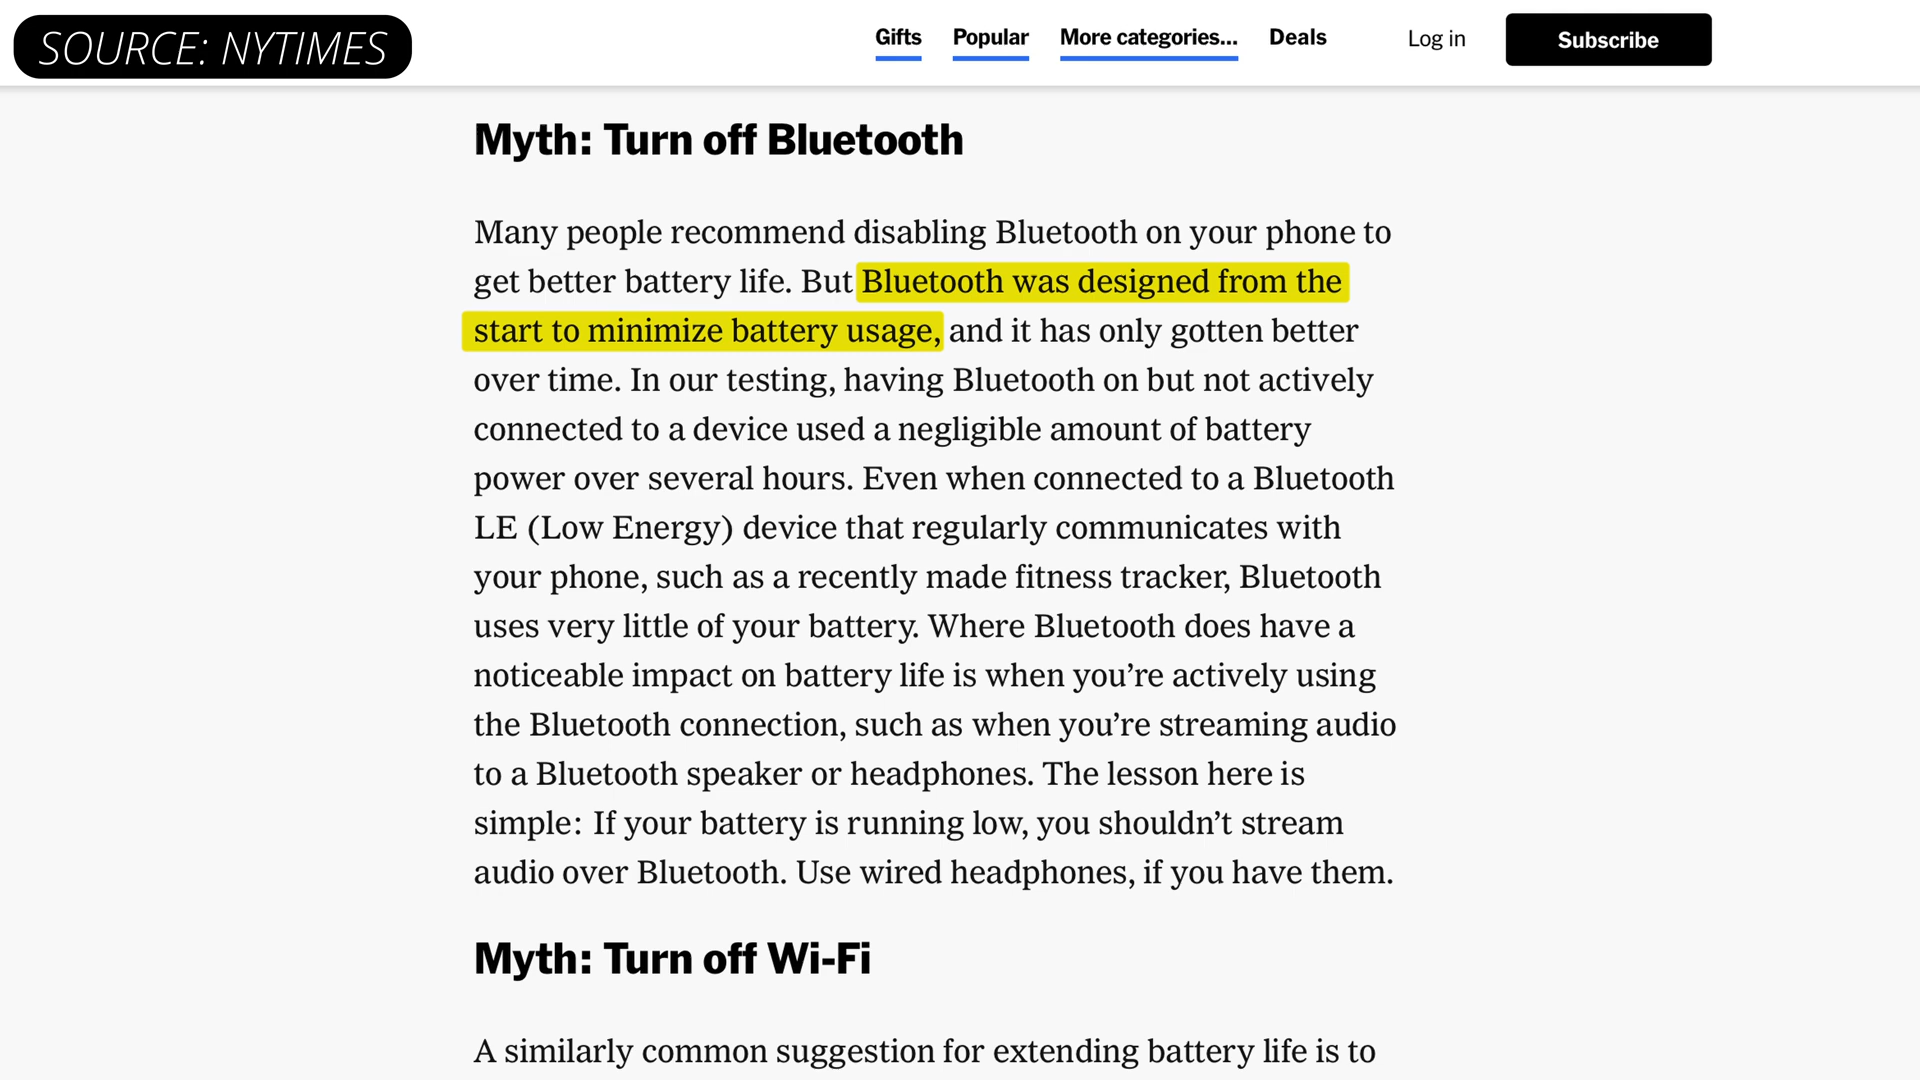 SOURCE: NYTIMES
Gifts Popular More categories... Deals Log in Subscribe
Myth: Turn off Bluetooth
Many people recommend disabling Bluetooth on your phone to
get better battery life. But Bluetooth was designed from the
start to minimize battery usage, and it has only gotten better
over time. In our testing, having Bluetooth on but not actively
connected to a device used a negligible amount of battery
power over several hours. Even when connected to a Bluetooth
LE (Low Energy) device that regularly communicates with
your phone, such as a recently made fitness tracker, Bluetooth
uses very little of your battery. Where Bluetooth does have a
noticeable impact on battery life is when you’re actively using
the Bluetooth connection, such as when you’re streaming audio
to a Bluetooth speaker or headphones. The lesson here is
simple: If your battery is running low, you shouldn’t stream
audio over Bluetooth. Use wired headphones, if you have them.
Myth: Turn off Wi-Fi
A similarly common suggestion for extending battery life is to